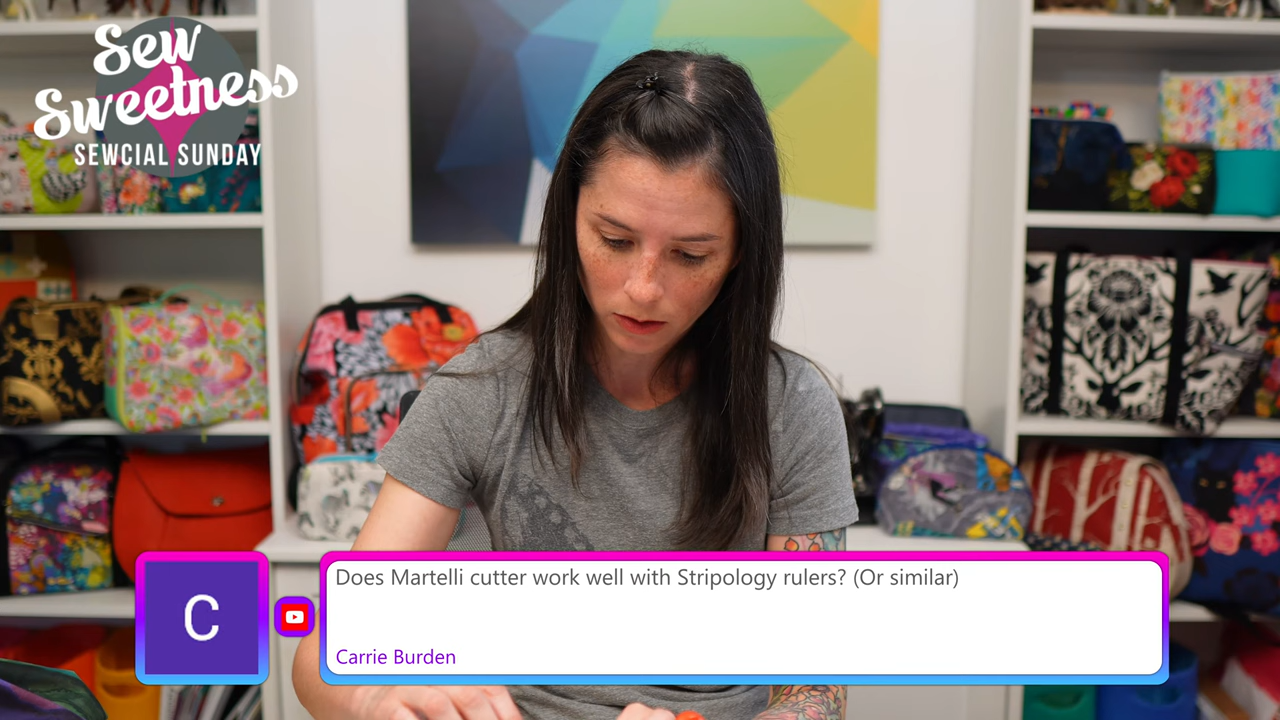 Sew
Sweetness
SEWCIAL SUNDAY
C
Does Martelli cutter work well with Stripology rulers? (Or similar)
Carrie Burden